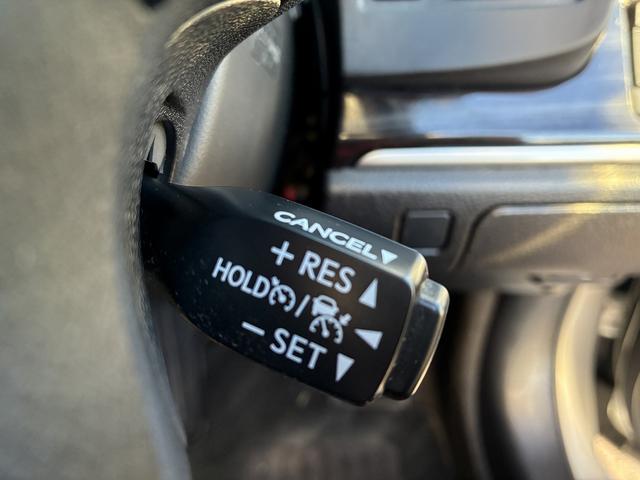 CANCEL▼
+ RES ▲
HOLD /
− SET ▼